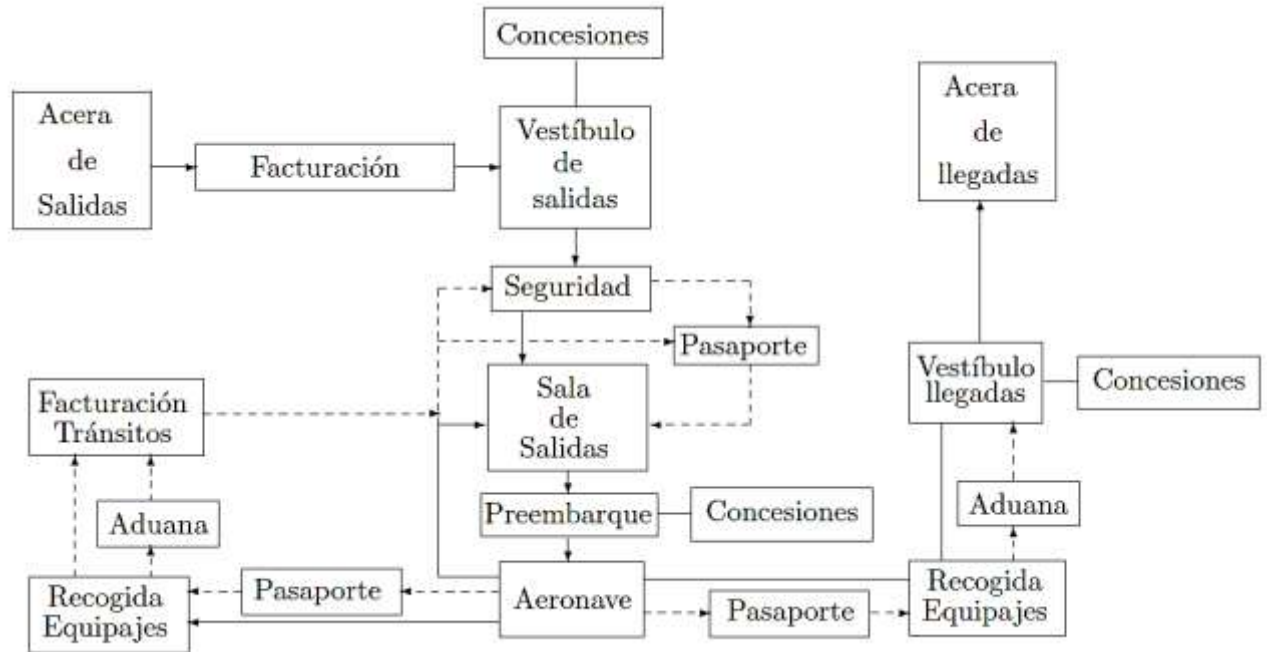 Concesiones
Acera
de
Salidas
Facturación
Vestíbulo
de
salidas
Acera
de
llegadas
Seguridad
Pasaporte
Sala
de
Salidas
Vestíbulo
llegadas
Concesiones
Facturación
Tránsitos
Aduana
Preembarque
Concesiones
Aduana
Recogida
Equipajes
Pasaporte
Aeronave
Pasaporte
Recogida
Equipajes